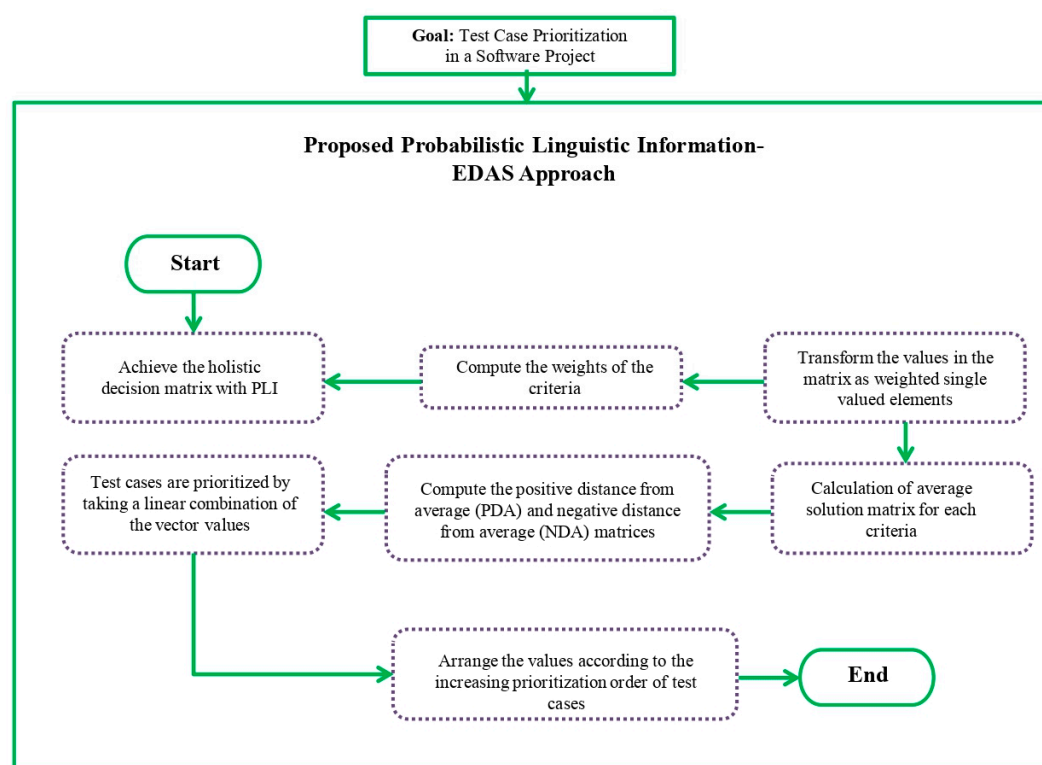 Goal: Test Case Prioritization
in a Software Project
Proposed Probabilistic Linguistic Information-
EDAS Approach
Start
Achieve the holistic
decision matrix with PLI
Compute the weights of the
criteria
Transform the values in the
matrix as weighted single
valued elements
Test cases are prioritized by
taking a linear combination of
the vector values
Compute the positive distance from
average (PDA) and negative distance
from average (NDA) matrices
Calculation of average
solution matrix for each
criteria
Arrange the values according to the
increasing prioritization order of test
cases
End